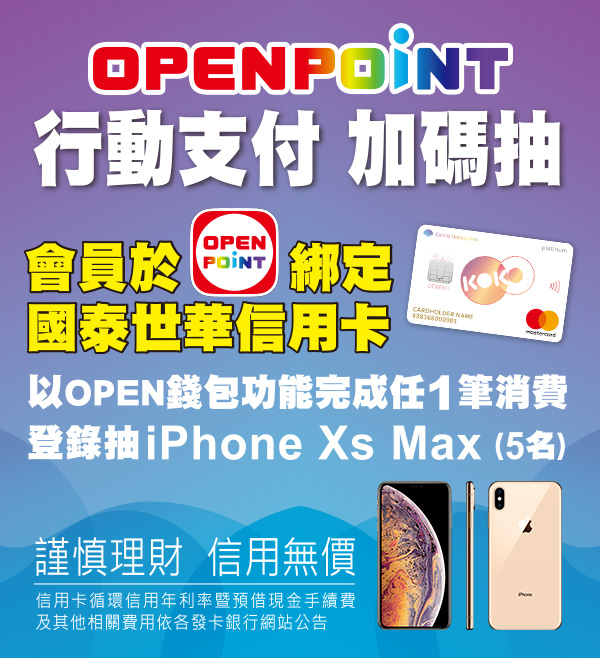 OPENPOiNT
行動支付 加碼抽
會員於 OPEN POiNT 綁定
國泰世華信用卡
platinum
KOKO
COMBO
CARDHOLDER NAME
mastercard
以OPEN錢包功能完成任1筆消費
登錄抽iPhone Xs Max (5名)
謹慎理財 信用無價
信用卡循環信用年利率暨預借現金手續費
及其他相關費用依各發卡銀行網站公告
iPhone